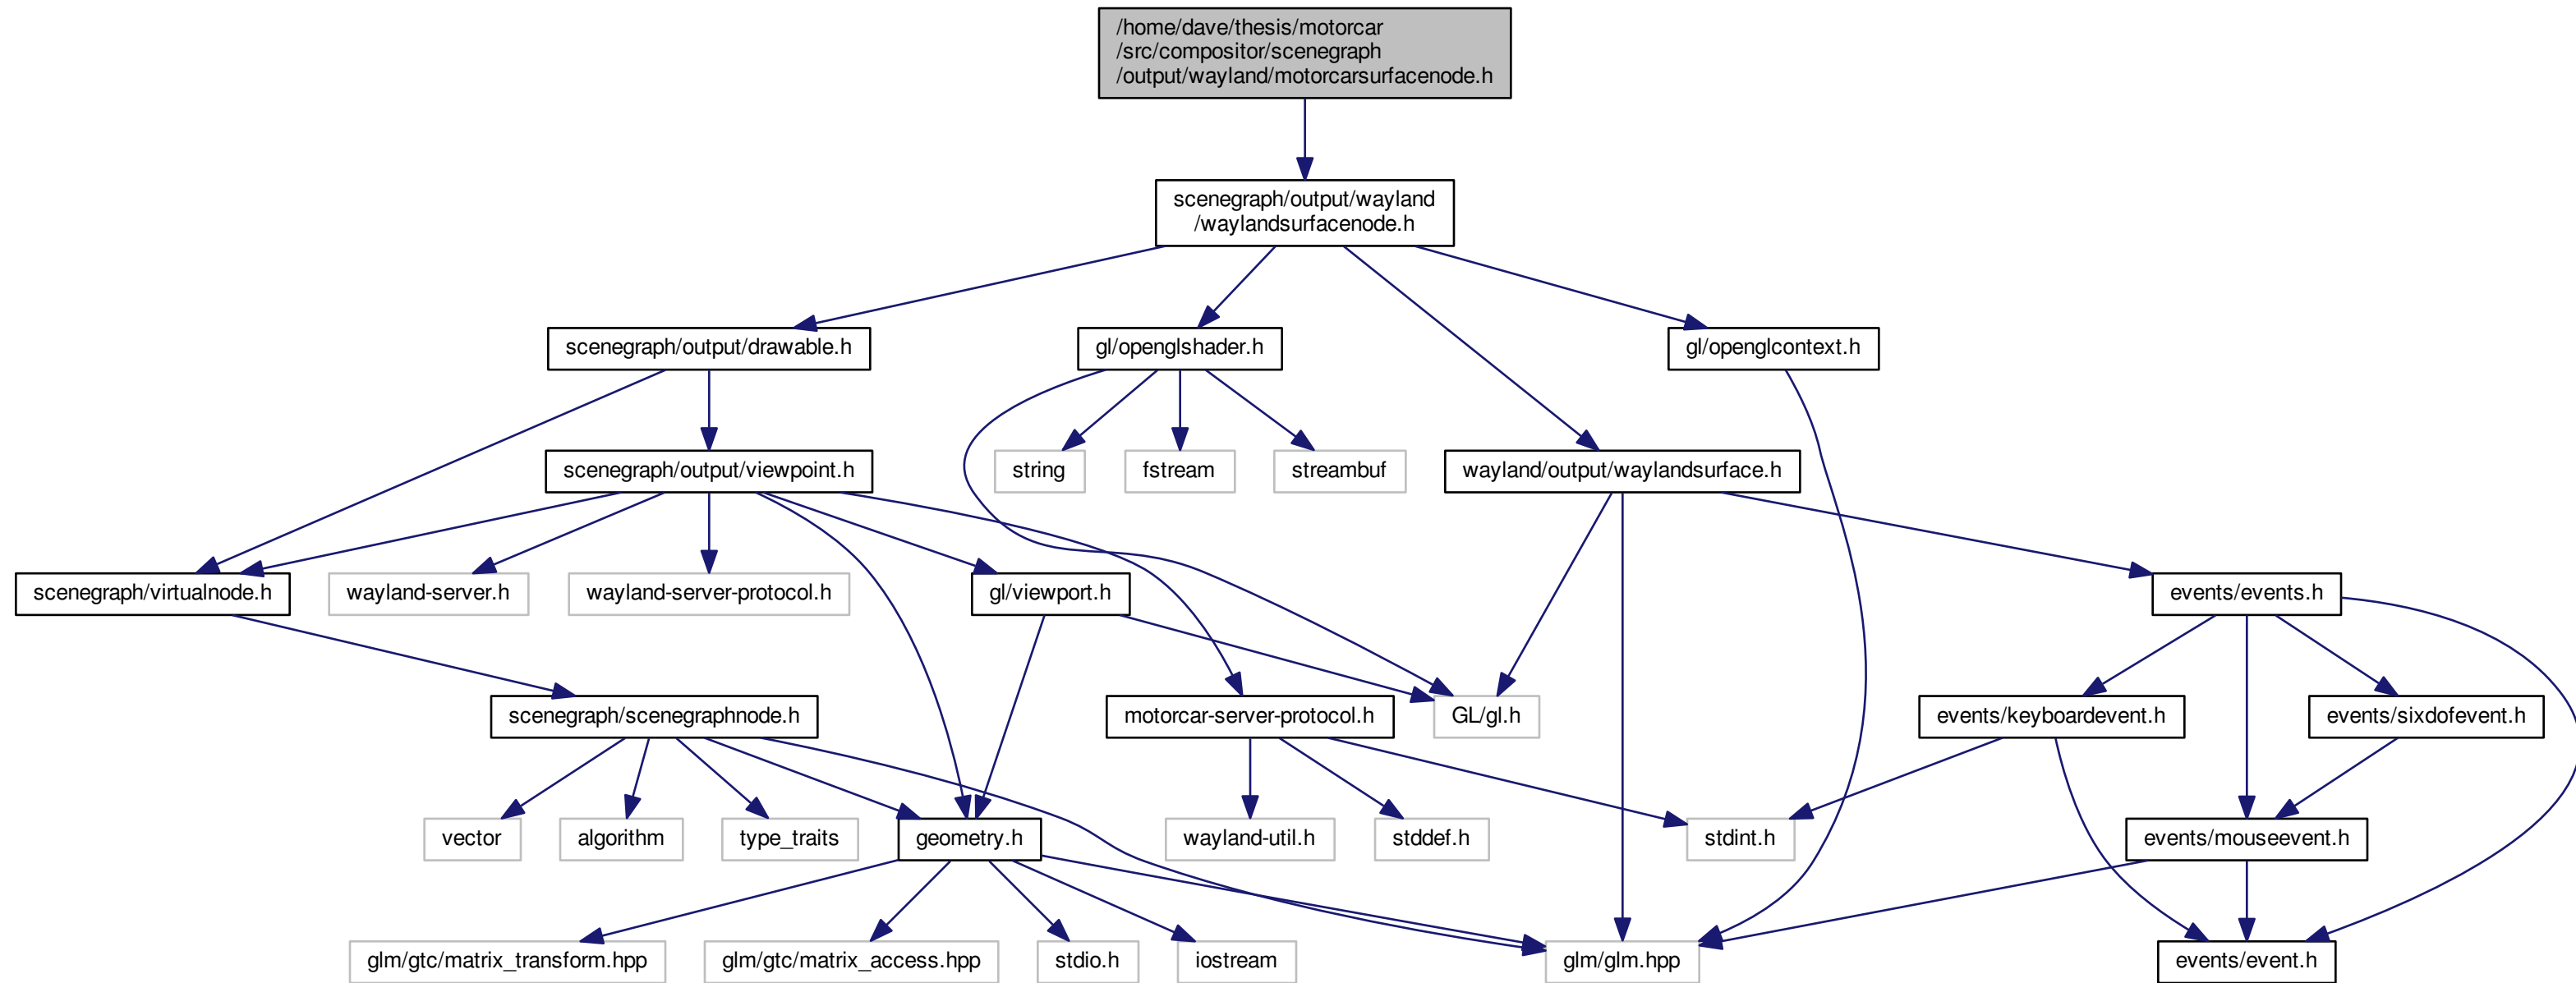 /home/dave/thesis/motorcar
/src/compositor/scenegraph
/output/wayland/motorcarsurfacenode.h
scenegraph/output/wayland
/waylandsurfacenode.h
scenegraph/output/drawable.h
gl/openglshader.h
gl/openglcontext.h
scenegraph/output/viewpoint.h
string
fstream
streambuf
wayland/output/waylandsurface.h
scenegraph/virtualnode.h
wayland-server.h
wayland-server-protocol.h
gl/viewport.h
events/events.h
scenegraph/scenegraphnode.h
motorcar-server-protocol.h
GL/gl.h
events/keyboardevent.h
events/sixdofevent.h
vector
algorithm
type_traits
geometry.h
wayland-util.h
stddef.h
stdint.h
events/mouseevent.h
glm/gtc/matrix_transform.hpp
glm/gtc/matrix_access.hpp
stdio.h
iostream
glm/glm.hpp
events/event.h